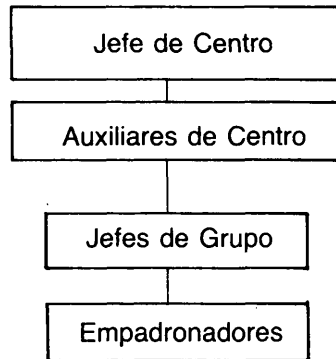 Jefe de Centro
Auxiliares de Centro
Jefes de Grupo
Empadronadores